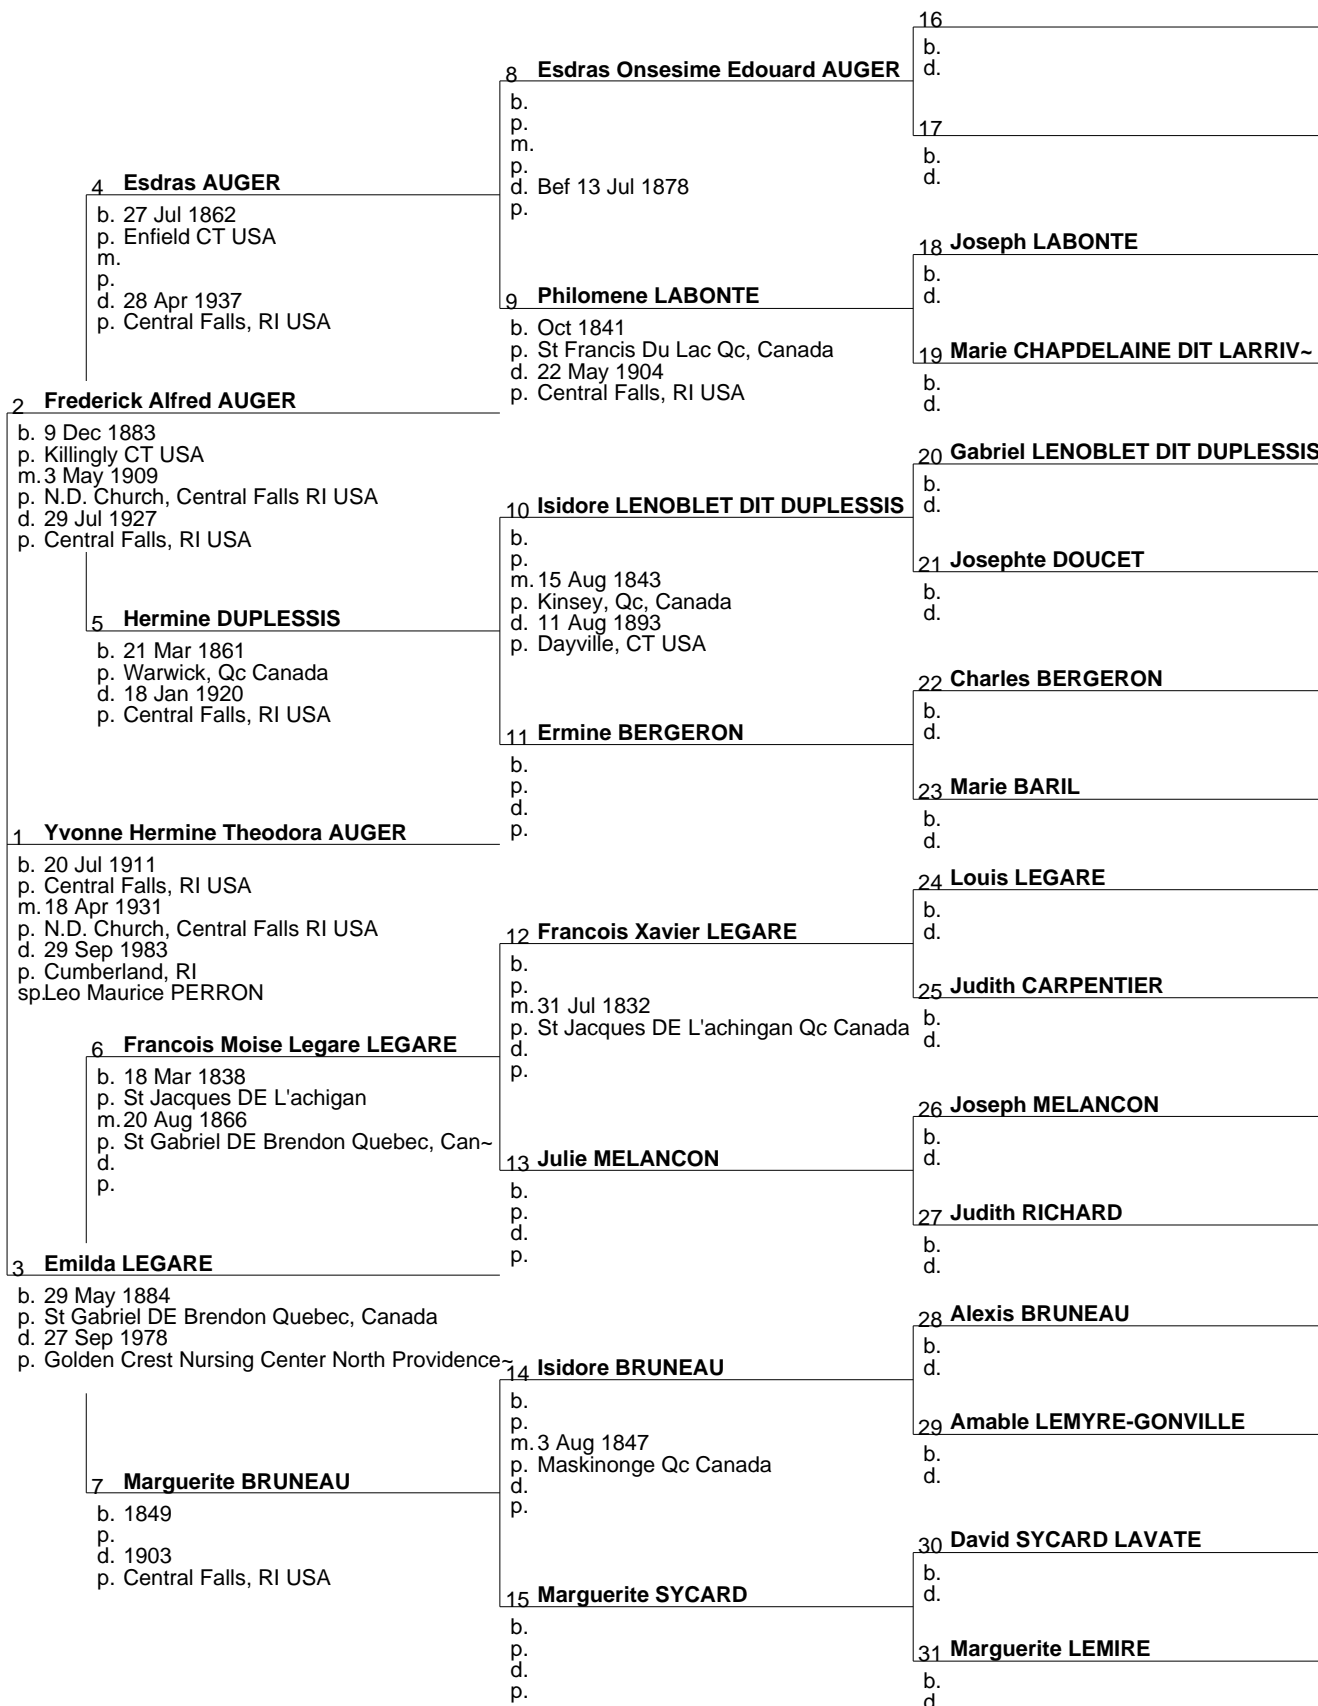 16
b.
d.
8 Esdras Onsesime Edouard AUGER
b.
p.
m.
p.
d. Bef 13 Jul 1878
p.
17
b.
d.
4 Esdras AUGER
b. 27 Jul 1862
p. Enfield CT USA
m.
p.
d. 28 Apr 1937
p. Central Falls, RI USA
18 Joseph LABONTE
b.
d.
9 Philomene LABONTE
b. Oct 1841
p. St Francis Du Lac Qc, Canada
d. 22 May 1904
p. Central Falls, RI USA
19 Marie CHAPDELAINE DIT LARRIV~
b.
d.
2 Frederick Alfred AUGER
b. 9 Dec 1883
p. Killingly CT USA
m. 3 May 1909
p. N.D. Church, Central Falls RI USA
d. 29 Jul 1927
p. Central Falls, RI USA
20 Gabriel LENOBLET DIT DUPLESSIS
b.
d.
10 Isidore LENOBLET DIT DUPLESSIS
b.
p.
m. 15 Aug 1843
p. Kinsey, Qc, Canada
d. 11 Aug 1893
p. Dayville, CT USA
21 Josephte DOUCET
b.
d.
5 Hermine DUPLESSIS
b. 21 Mar 1861
p. Warwick, Qc Canada
d. 18 Jan 1920
p. Central Falls, RI USA
22 Charles BERGERON
b.
d.
11 Ermine BERGERON
b.
p.
d.
p.
23 Marie BARIL
b.
d.
1 Yvonne Hermine Theodora AUGER
b. 20 Jul 1911
p. Central Falls, RI USA
m. 18 Apr 1931
p. N.D. Church, Central Falls RI USA
d. 29 Sep 1983
p. Cumberland, RI
sp. Leo Maurice PERRON
24 Louis LEGARE
b.
d.
12 Francois Xavier LEGARE
b.
p.
m. 31 Jul 1832
p. St Jacques DE L'achingan Qc Canada
d.
p.
25 Judith CARPENTIER
b.
d.
6 Francois Moise Legare LEGARE
b. 18 Mar 1838
p. St Jacques DE L'achigan
m. 20 Aug 1866
p. St Gabriel DE Brendon Quebec, Can~
d.
p.
26 Joseph MELANCON
b.
d.
13 Julie MELANCON
b.
p.
d.
p.
27 Judith RICHARD
b.
d.
3 Emilda LEGARE
b. 29 May 1884
p. St Gabriel DE Brendon Quebec, Canada
d. 27 Sep 1978
p. Golden Crest Nursing Center North Providence~
28 Alexis BRUNEAU
b.
d.
14 Isidore BRUNEAU
b.
p.
m. 3 Aug 1847
p. Maskinonge Qc Canada
d.
p.
29 Amable LEMYRE-GONVILLE
b.
d.
7 Marguerite BRUNEAU
b. 1849
p.
d. 1903
p. Central Falls, RI USA
30 David SYCARD LAVATE
b.
d.
15 Marguerite SYCARD
b.
p.
d.
p.
31 Marguerite LEMIRE
b.
d.